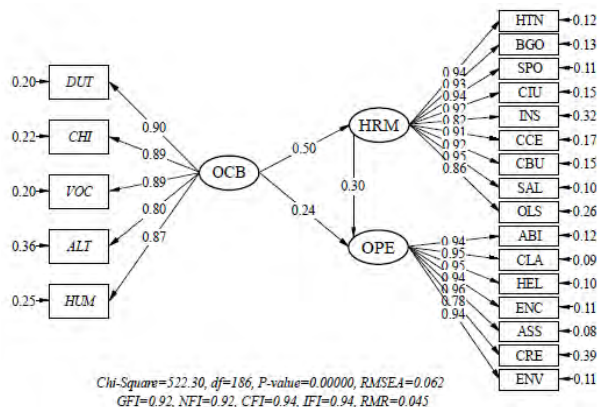 0.20 DUT
0.22 CHI
0.20 VOC
0.36 ALT
0.25 HUM
0.90
0.89
0.89
0.80
0.87
OCB
0.50
0.24
HRM
0.30
OPE
0.94
0.93
0.94
0.92
0.82
0.91
0.92
0.95
0.86
0.94
0.95
0.95
0.94
0.96
0.78
0.94
HTN 0.12
BGO 0.13
SPO 0.11
CIU 0.15
INS 0.32
CCE 0.17
CBU 0.15
SAL 0.10
OLS 0.26
ABI 0.12
CLA 0.09
HEL 0.10
ENC 0.11
ASS 0.08
CRE 0.39
ENV 0.11
Chi-Square=522.30, df=186, P-value=0.00000, RMSEA=0.062
GFI=0.92, NFI=0.92, CFI=0.94, IFI=0.94, RMR=0.045